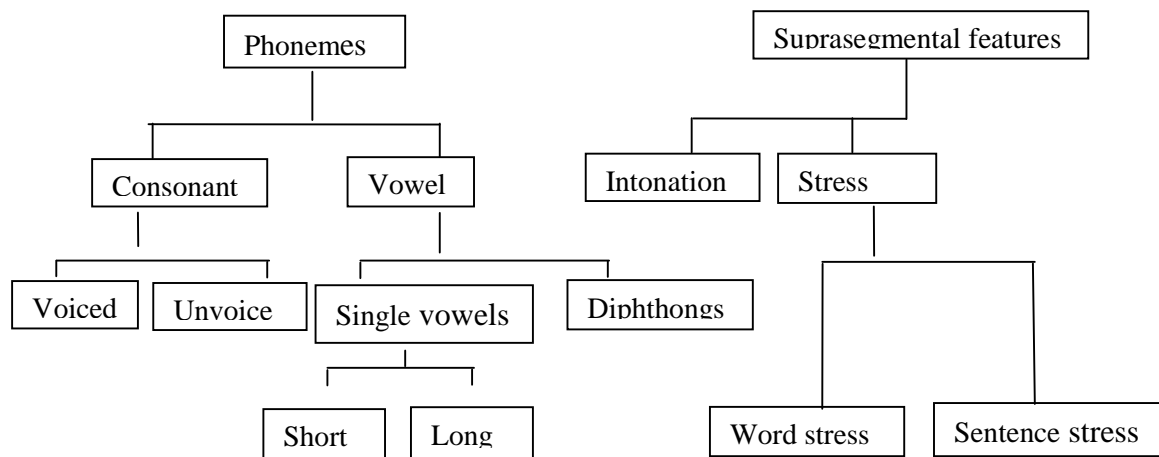 Phonemes
Suprasegmental features
Consonant
Vowel
Intonation
Stress
Voiced
Unvoice
Single vowels
Diphthongs
Short
Long
Word stress
Sentence stress